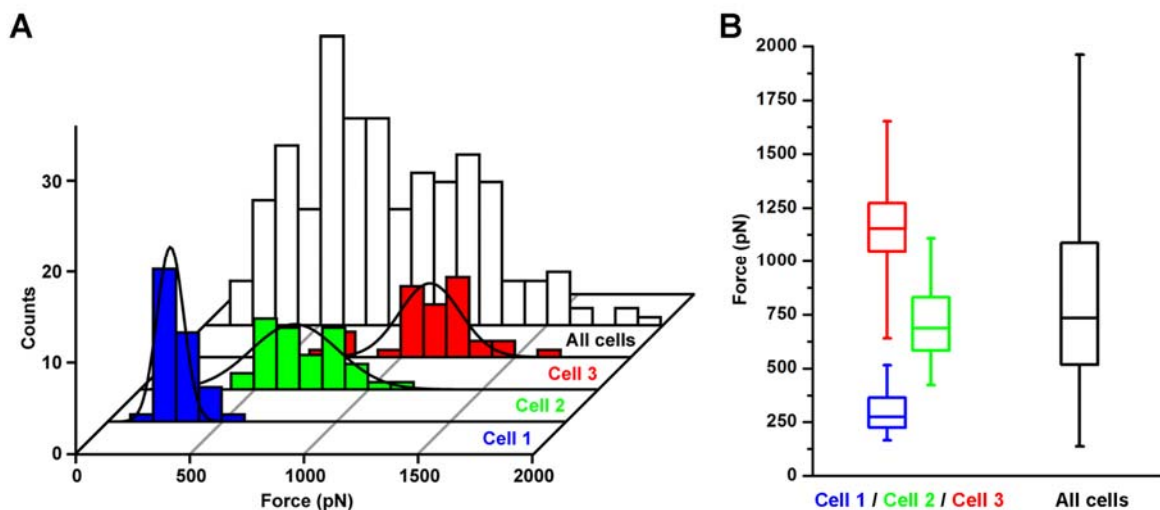 A
Counts
30
20
10
0
0 500 1000 1500 2000
Force (pN)
All cells
Cell 3
Cell 2
Cell 1
B
Force (pN)
2000
1750
1500
1250
1000
750
500
250
0
Cell 1 / Cell 2 / Cell 3 All cells